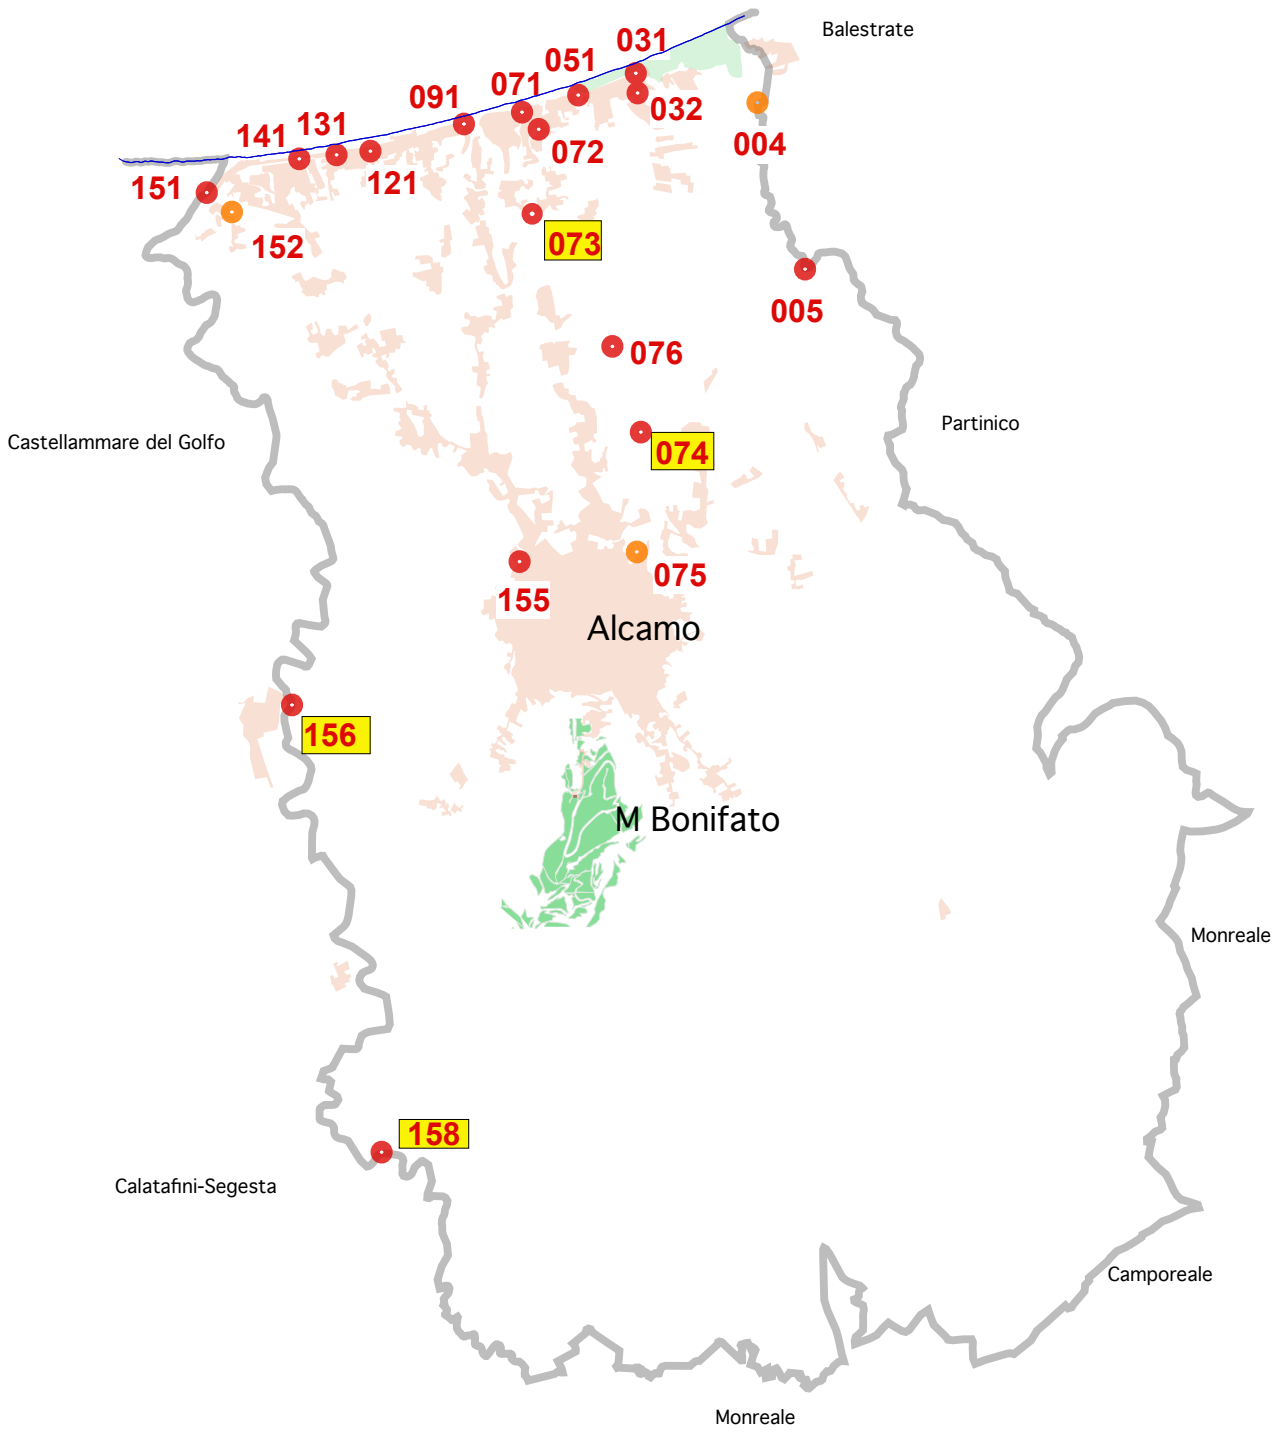 Balestrate
031
051
071
091
032
131
141
004
072
121
151
073
152
005
076
Partinico
Castellammare del Golfo
074
075
155
Alcamo
156
M Bonifato
Monreale
158
Calatafini-Segesta
Camporeale
Monreale